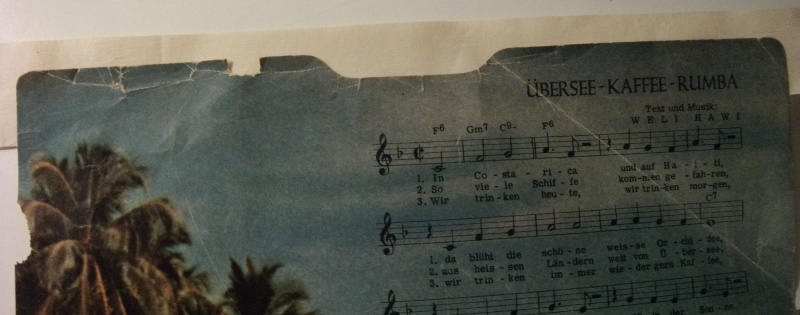 ÜBERSEE-KAFFEE-RUMBA
Text und Musik:
WELI HAWI
F6 Gm7 C9- F6
1. In Co - sta - ri - ca und auf Ha - i - ti,
2. So vie - le Schif - fe kom-men ge - fah-ren,
3. Wir trin-ken heu-te, wir trin-ken mor-gen,
C7
1. da blüht die schö-ne weis-se Or-chi-dee,
2. aus heis-sen Län-dern weit von Ü-ber-see,
3. wir trin-ken im-mer wie-der gern Kaf-fee,
der Son-ne